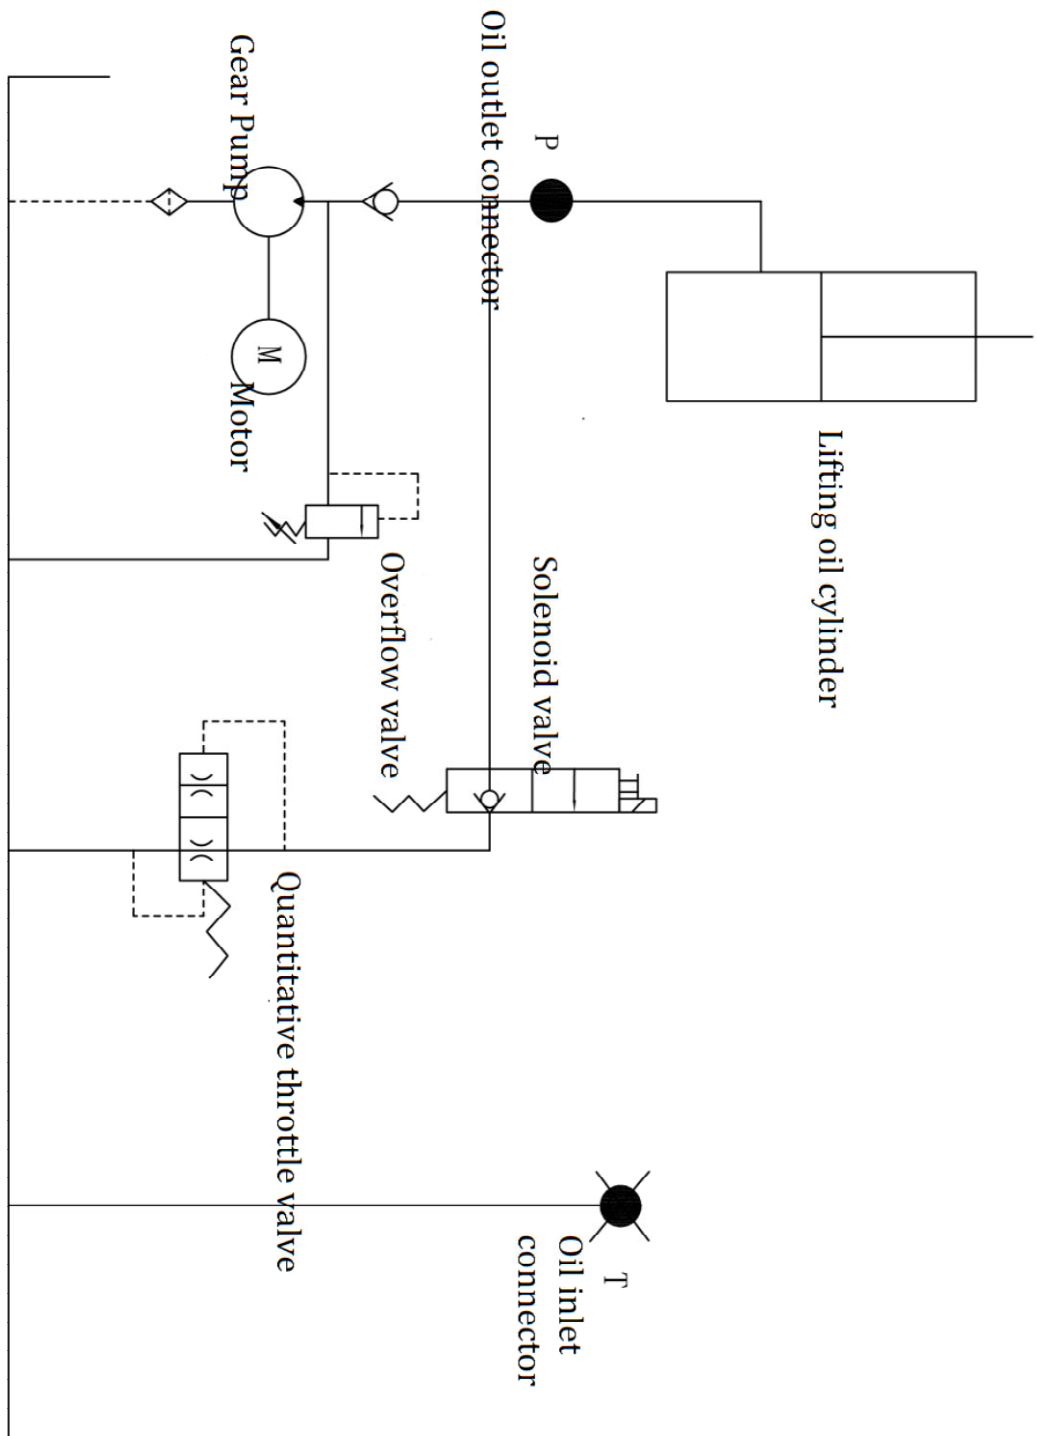 Lifting oil cylinder
P
Oil outlet connector
Solenoid valve
T
Oil inlet
connector
Overflow valve
Gear Pump
M
Motor
Quantitative throttle valve